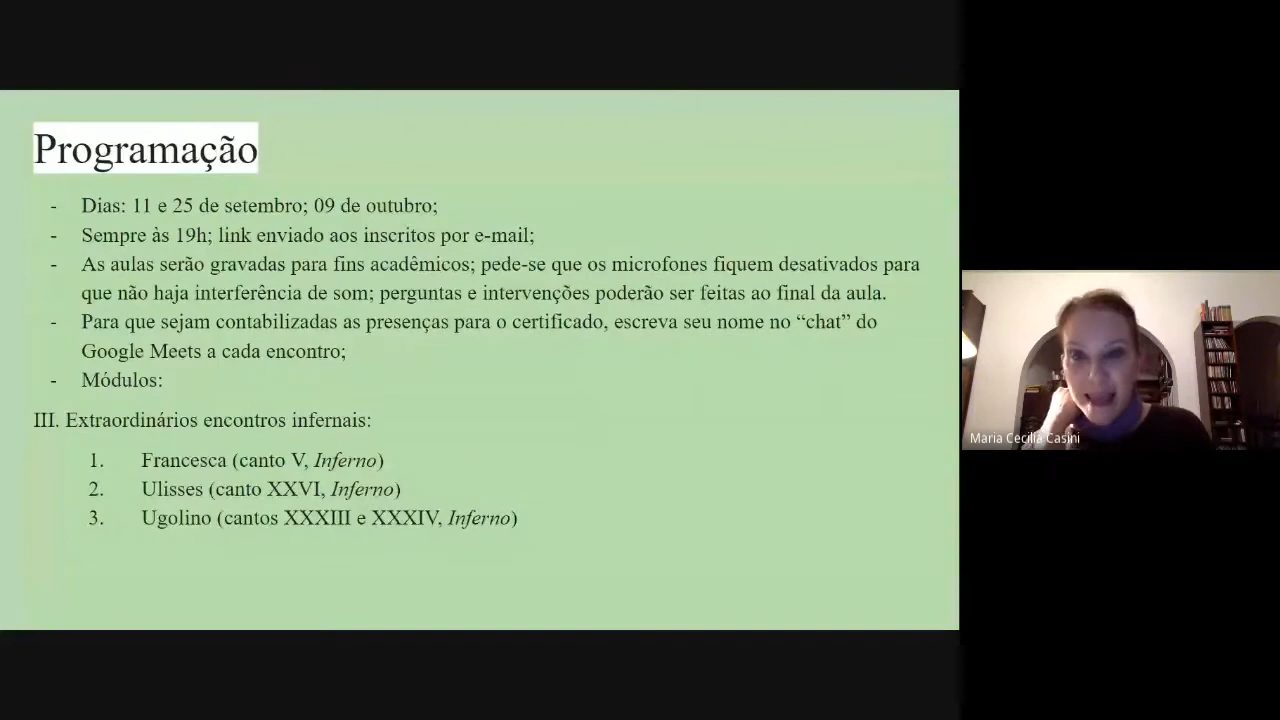 Programação
- Dias: 11 e 25 de setembro; 09 de outubro;
- Sempre às 19h; link enviado aos inscritos por e-mail;
- As aulas serão gravadas para fins acadêmicos; pede-se que os microfones fiquem desativados para
que não haja interferência de som; perguntas e intervenções poderão ser feitas ao final da aula.
- Para que sejam contabilizadas as presenças para o certificado, escreva seu nome no “chat” do
Google Meets a cada encontro;
- Módulos:
III. Extraordinários encontros infernais:
1. Francesca (canto V, Inferno)
2. Ulisses (canto XXVI, Inferno)
3. Ugolino (cantos XXXIII e XXXIV, Inferno)
Maria Cecilia Casini